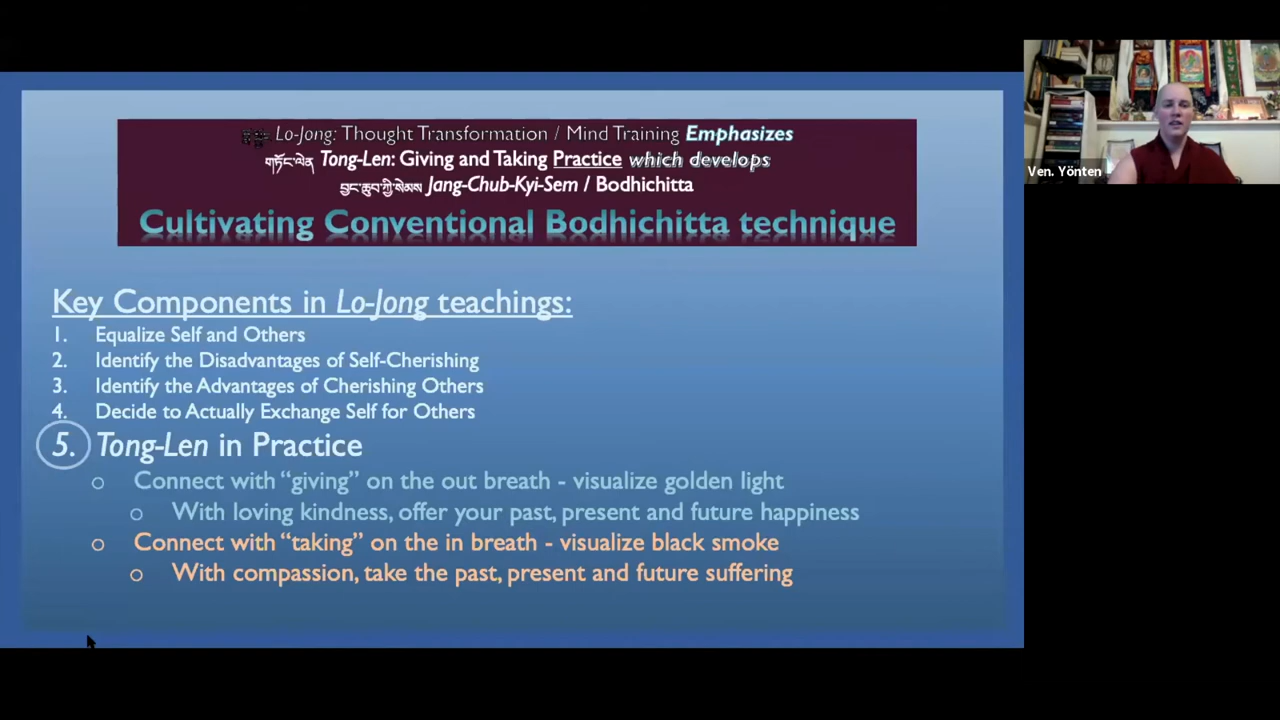 Lo-Jong: Thought Transformation / Mind Training Emphasizes
གཏོང་ལེན Tong-Len: Giving and Taking Practice which develops
བྱང་ཆུབ་ཀྱི་སེམས Jang-Chub-Kyi-Sem / Bodhichitta
Cultivating Conventional Bodhichitta technique
Key Components in Lo-Jong teachings:
1. Equalize Self and Others
2. Identify the Disadvantages of Self-Cherishing
3. Identify the Advantages of Cherishing Others
4. Decide to Actually Exchange Self for Others
5. Tong-Len in Practice
o Connect with “giving” on the out breath - visualize golden light
o With loving kindness, offer your past, present and future happiness
o Connect with “taking” on the in breath - visualize black smoke
o With compassion, take the past, present and future suffering
Ven. Yönten